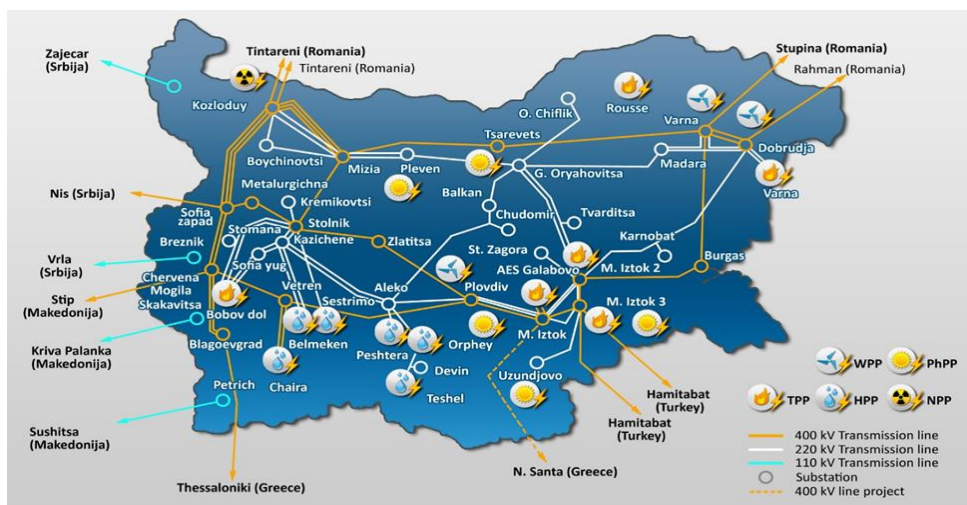 Zajecar
(Srbija)
Tintareni (Romania)
Tintareni (Romania)
Stupina (Romania)
Rahman (Romania)
Kozloduy
O. Chiflik
Rousse
Varna
Tsarevets
Dobrudja
Boychinovtsi
Mizia
Pleven
G. Oryahovitsa
Madara
Varna
Metalurgichna
Nis (Srbija)
Kremikovtsi
Balkan
Sofia
zapad
Stolnik
Chudomir
Tvarditsa
Stomana
Kazichene
Zlatitsa
Karnobat
Breznik
St. Zagora
Vrla
(Srbija)
Sofia yug
AES Galabovo
M. Iztok 2
Burgas
Chervena
Mogila
Vetren
Aleko
Plovdiv
Stip
(Makedonija)
Skakavitsa
Bobov dol
Sestrimo
M. Iztok 3
Kriva Palanka
(Makedonija)
Blagoevgrad
Belmeken
Peshtera
Orphey
M. Iztok
Devin
Uzundjovo
Petrich
Chaira
Teshel
Hamitabat
(Turkey)
Sushitsa
(Makedonija)
Hamitabat
(Turkey)
N. Santa (Greece)
Thessaloniki (Greece)
WPP
PhPP
TPP
HPP
NPP
400 kV Transmission line
220 kV Transmission line
110 kV Transmission line
Substation
400 kV line project